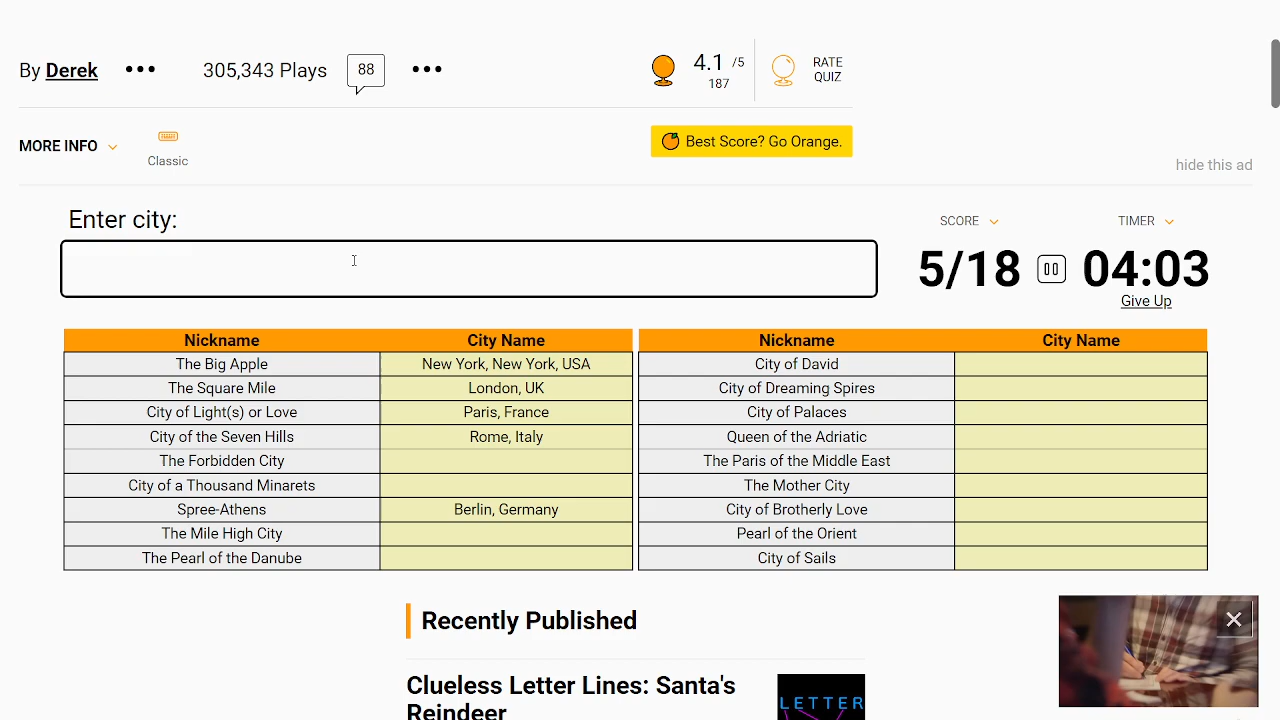 By Derek ••• 305,343 Plays 88 •••
4.1 /5
187
RATE
QUIZ
MORE INFO
Classic
Best Score? Go Orange.
hide this ad
Enter city:
SCORE
TIMER
5/18
04:03
Give Up
Nickname City Name
The Big Apple New York, New York, USA
The Square Mile London, UK
City of Light(s) or Love Paris, France
City of the Seven Hills Rome, Italy
The Forbidden City
City of a Thousand Minarets
Spree-Athens Berlin, Germany
The Mile High City
The Pearl of the Danube
Nickname City Name
City of David
City of Dreaming Spires
City of Palaces
Queen of the Adriatic
The Paris of the Middle East
The Mother City
City of Brotherly Love
Pearl of the Orient
City of Sails
Recently Published
Clueless Letter Lines: Santa's
Reindeer
LETTER